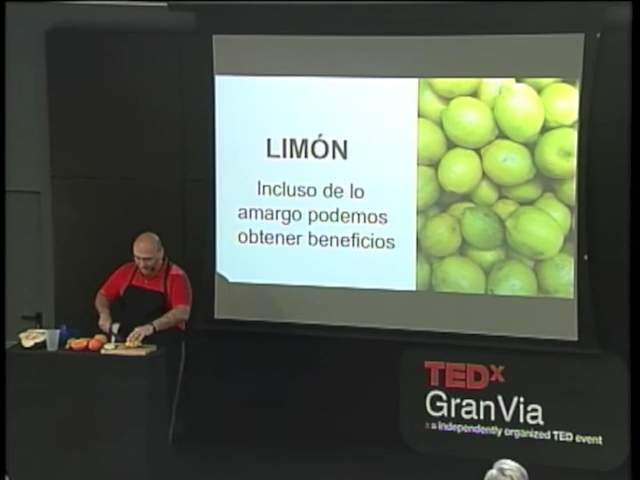 LIMÓN
Incluso de lo
amargo podemos
obtener beneficios
TEDx
GranVia
independently organized TED event